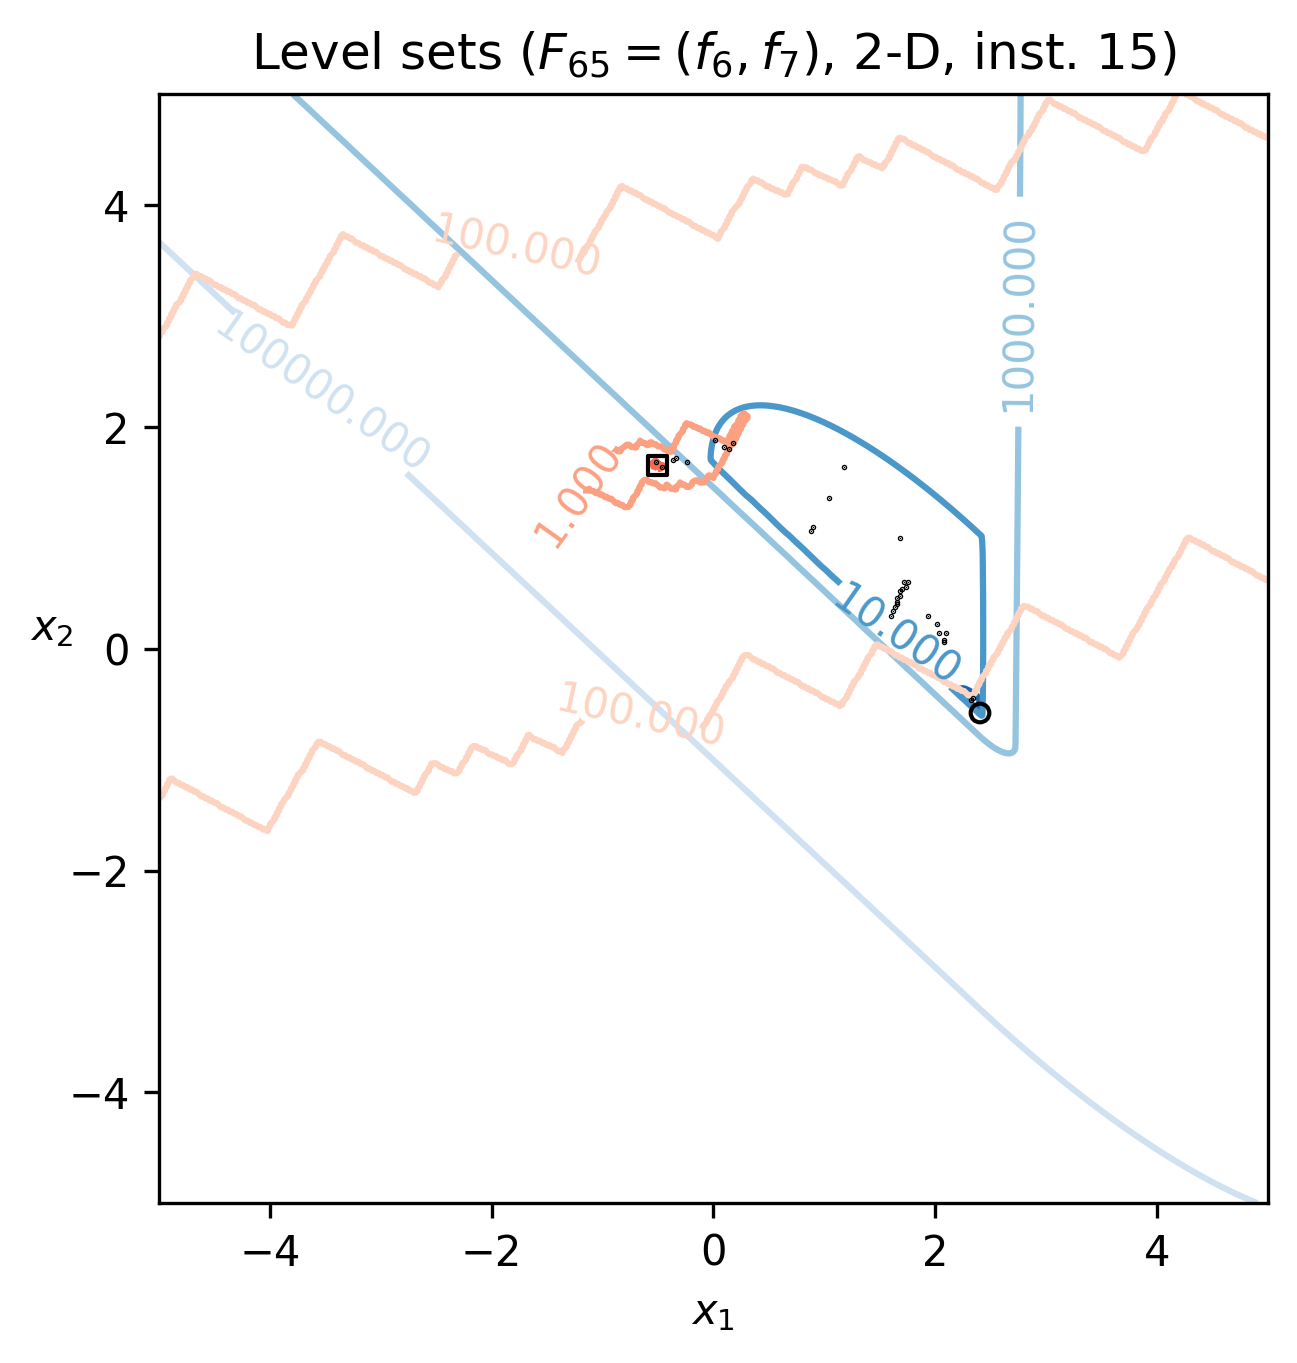 Level sets (F₆₅ = (f₆, f₇), 2-D, inst. 15)
4
100.000
1000.000
100000.000
2
1.000
10.000
x₂
0
100.000
−2
−4
−4 −2 0 2 4
x₁